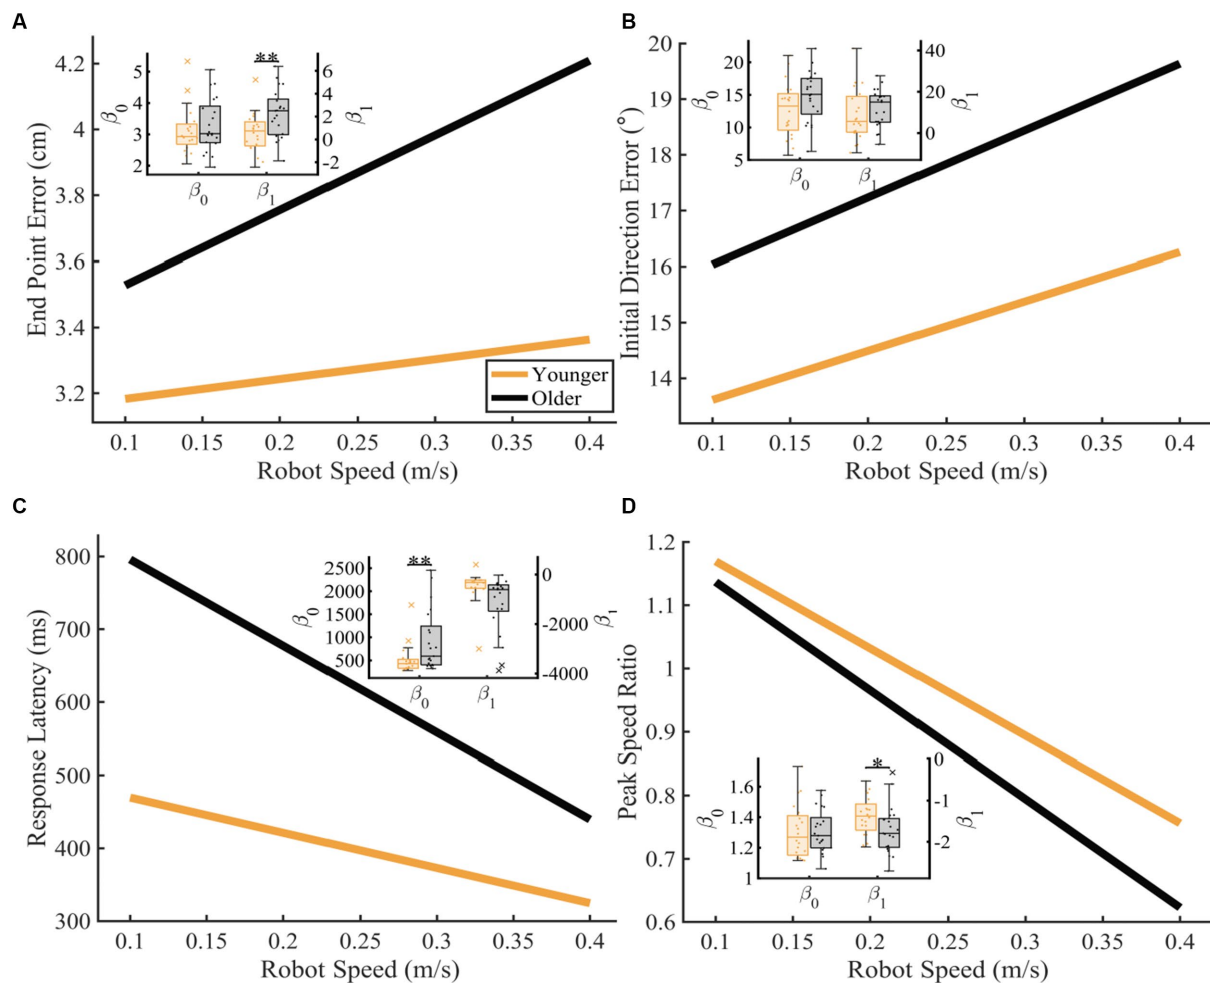 A
4.2
4
3.8
3.6
3.4
3.2
End Point Error (cm)
0.1 0.15 0.2 0.25 0.3 0.35 0.4
Robot Speed (m/s)
5
4
3
2
β0
**
6
4
2
0
-2
β1
β0 β1
Younger
Older
B
20
19
18
17
16
15
14
Initial Direction Error (°)
0.1 0.15 0.2 0.25 0.3 0.35 0.4
Robot Speed (m/s)
20
15
10
5
β0
40
20
0
β1
β0 β1
C
800
700
600
500
400
300
Response Latency (ms)
0.1 0.15 0.2 0.25 0.3 0.35 0.4
Robot Speed (m/s)
2500
2000
1500
1000
500
β0
**
0
-2000
-4000
β1
β0 β1
D
1.2
1.1
1
0.9
0.8
0.7
0.6
Peak Speed Ratio
0.1 0.15 0.2 0.25 0.3 0.35 0.4
Robot Speed (m/s)
1.6
1.4
1.2
1
β0
*
0
-1
-2
β1
β0 β1